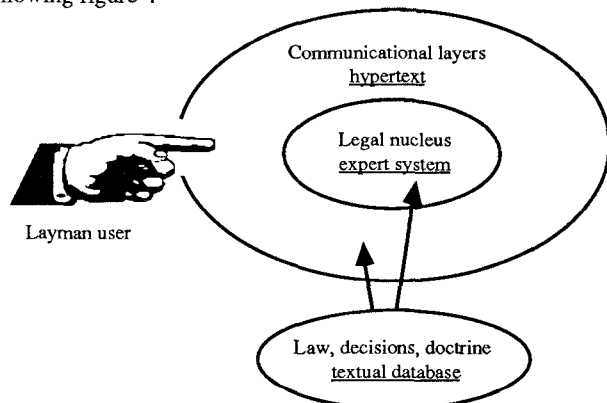 llowing figure .
Communicational layers
hypertext
Legal nucleus
expert system
Layman user
Law, decisions, doctrine
textual database